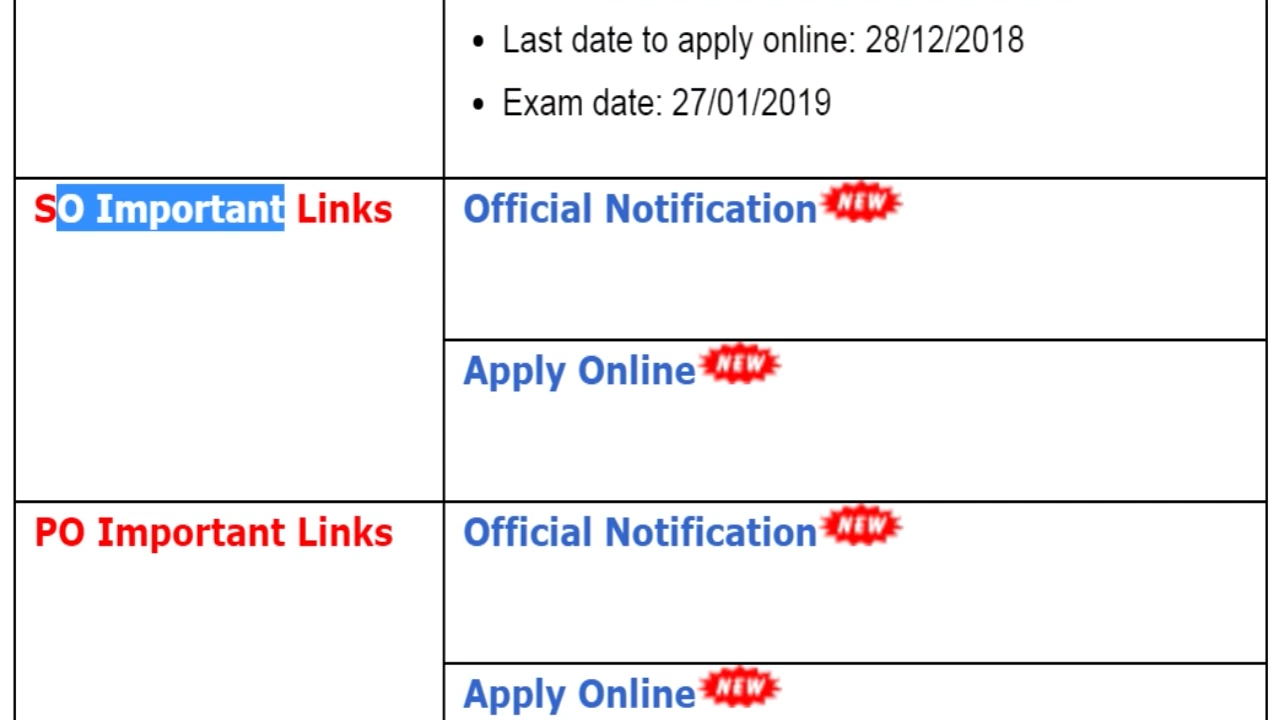 Last date to apply online: 28/12/2018
Exam date: 27/01/2019
SO Important Links
Official Notification NEW
Apply Online NEW
PO Important Links
Official Notification NEW
Apply Online NEW